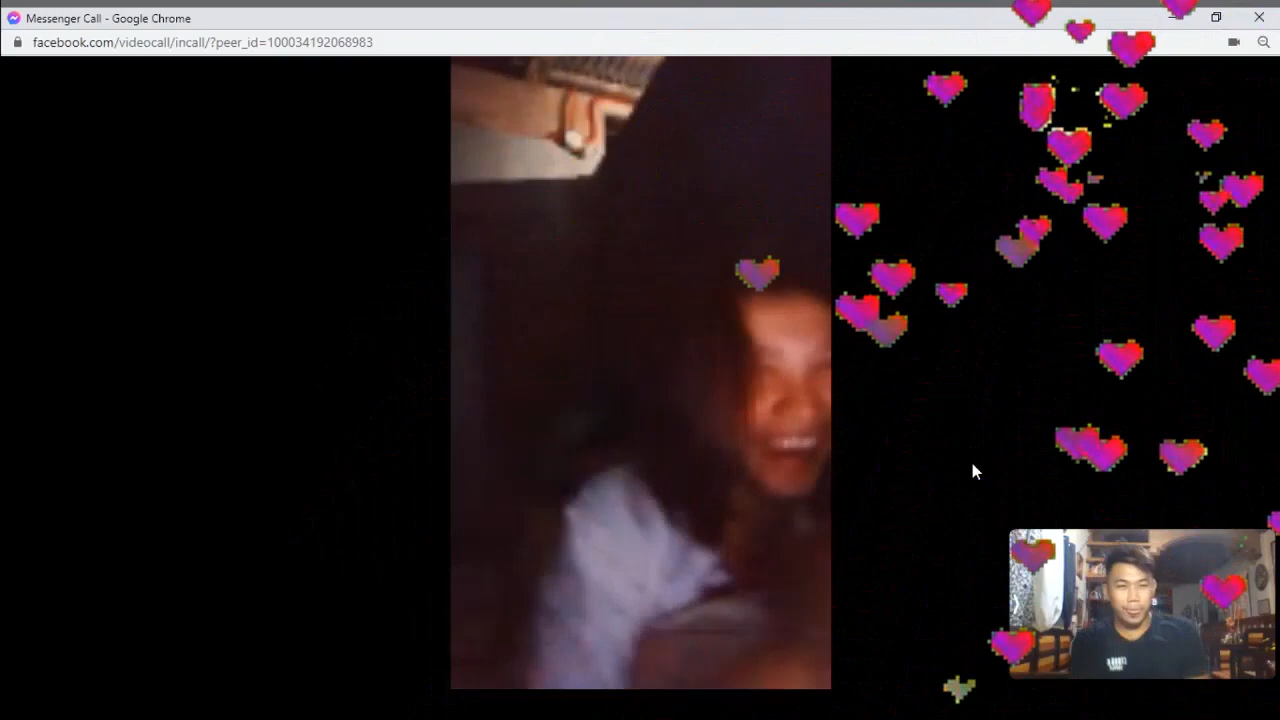 Messenger Call - Google Chrome
facebook.com/videocall/incall/?peer_id=100034192068983